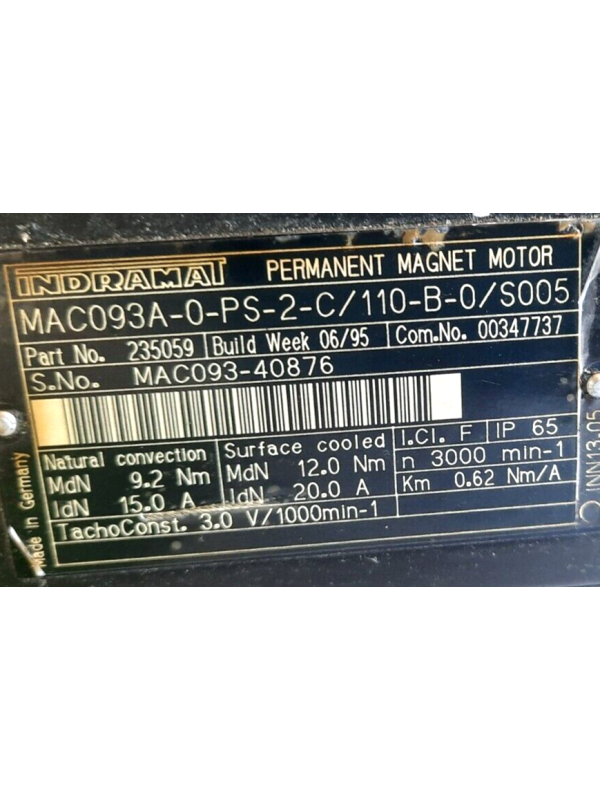 INDRAMAT PERMANENT MAGNET MOTOR
MAC093A-0-PS-2-C/110-B-0/S005
Part No. 235059 Build Week 06/95 Com.No. 00347737
S.No. MAC093-40876
Natural convection Surface cooled I.Cl. F IP 65
MdN 9.2 Nm MdN 12.0 Nm n 3000 min-1
IdN 15.0 A IdN 20.0 A Km 0.62 Nm/A
TachoConst. 3.0 V/1000min-1
Made in Germany
INN13.05